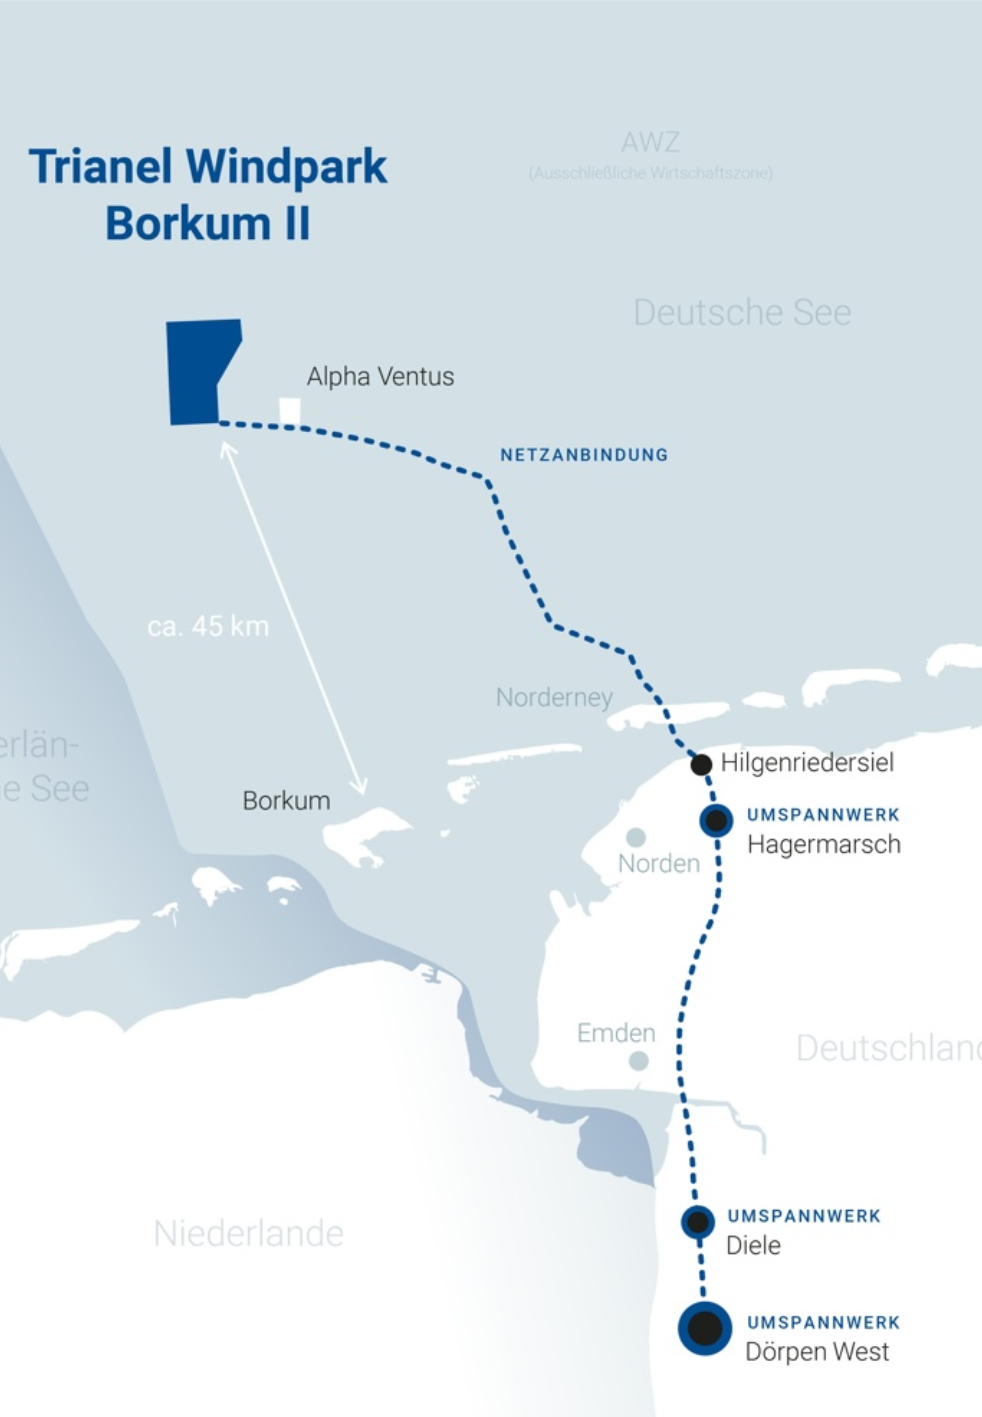 AWZ
(Ausschließliche Wirtschaftszone)
Trianel Windpark
Borkum II
Deutsche See
Alpha Ventus
NETZANBINDUNG
ca. 45 km
Norderney
erlän-
e See
Hilgenriedersiel
Borkum
UMSPANNWERK
Hagermarsch
Norden
Emden
Deutschland
Niederlande
UMSPANNWERK
Diele
UMSPANNWERK
Dörpen West